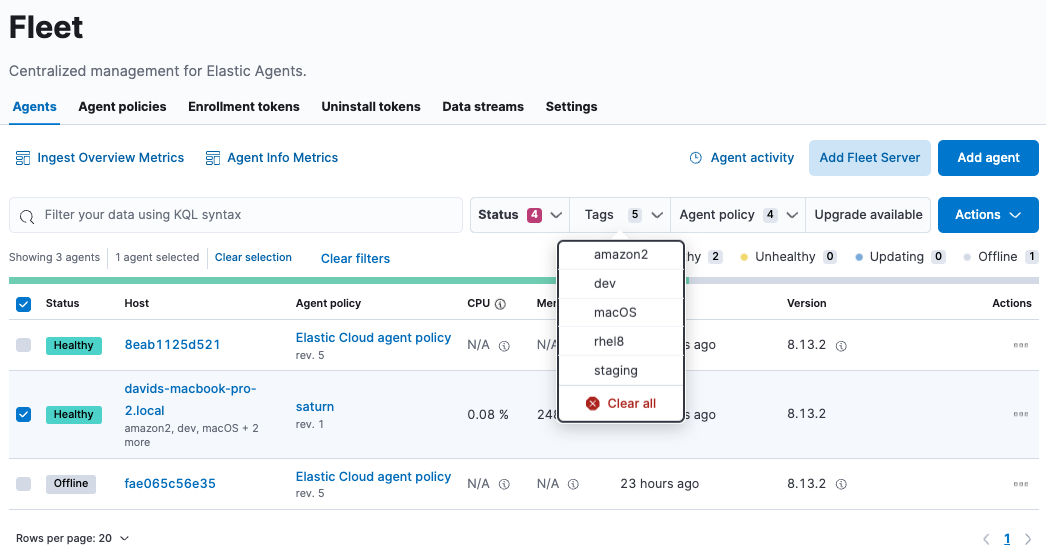 Fleet
Centralized management for Elastic Agents.
Agents Agent policies Enrollment tokens Uninstall tokens Data streams Settings
Ingest Overview Metrics Agent Info Metrics Agent activity Add Fleet Server Add agent
Filter your data using KQL syntax Status 4 Tags 5 Agent policy 4 Upgrade available Actions
Showing 3 agents 1 agent selected Clear selection Clear filters hy 2 Unhealthy 0 Updating 0 Offline 1
amazon2
dev
macOS
rhel8
staging
Clear all
Status Host Agent policy CPU Version Actions
Healthy 8eab1125d521 Elastic Cloud agent policy N/A s ago 8.13.2
rev. 5
davids-macbook-pro-
2.local
Healthy saturn 0.08 % s ago 8.13.2
rev. 1
amazon2, dev, macOS + 2
more
Offline fae065c56e35 Elastic Cloud agent policy N/A N/A 23 hours ago 8.13.2
rev. 5
Rows per page: 20 1